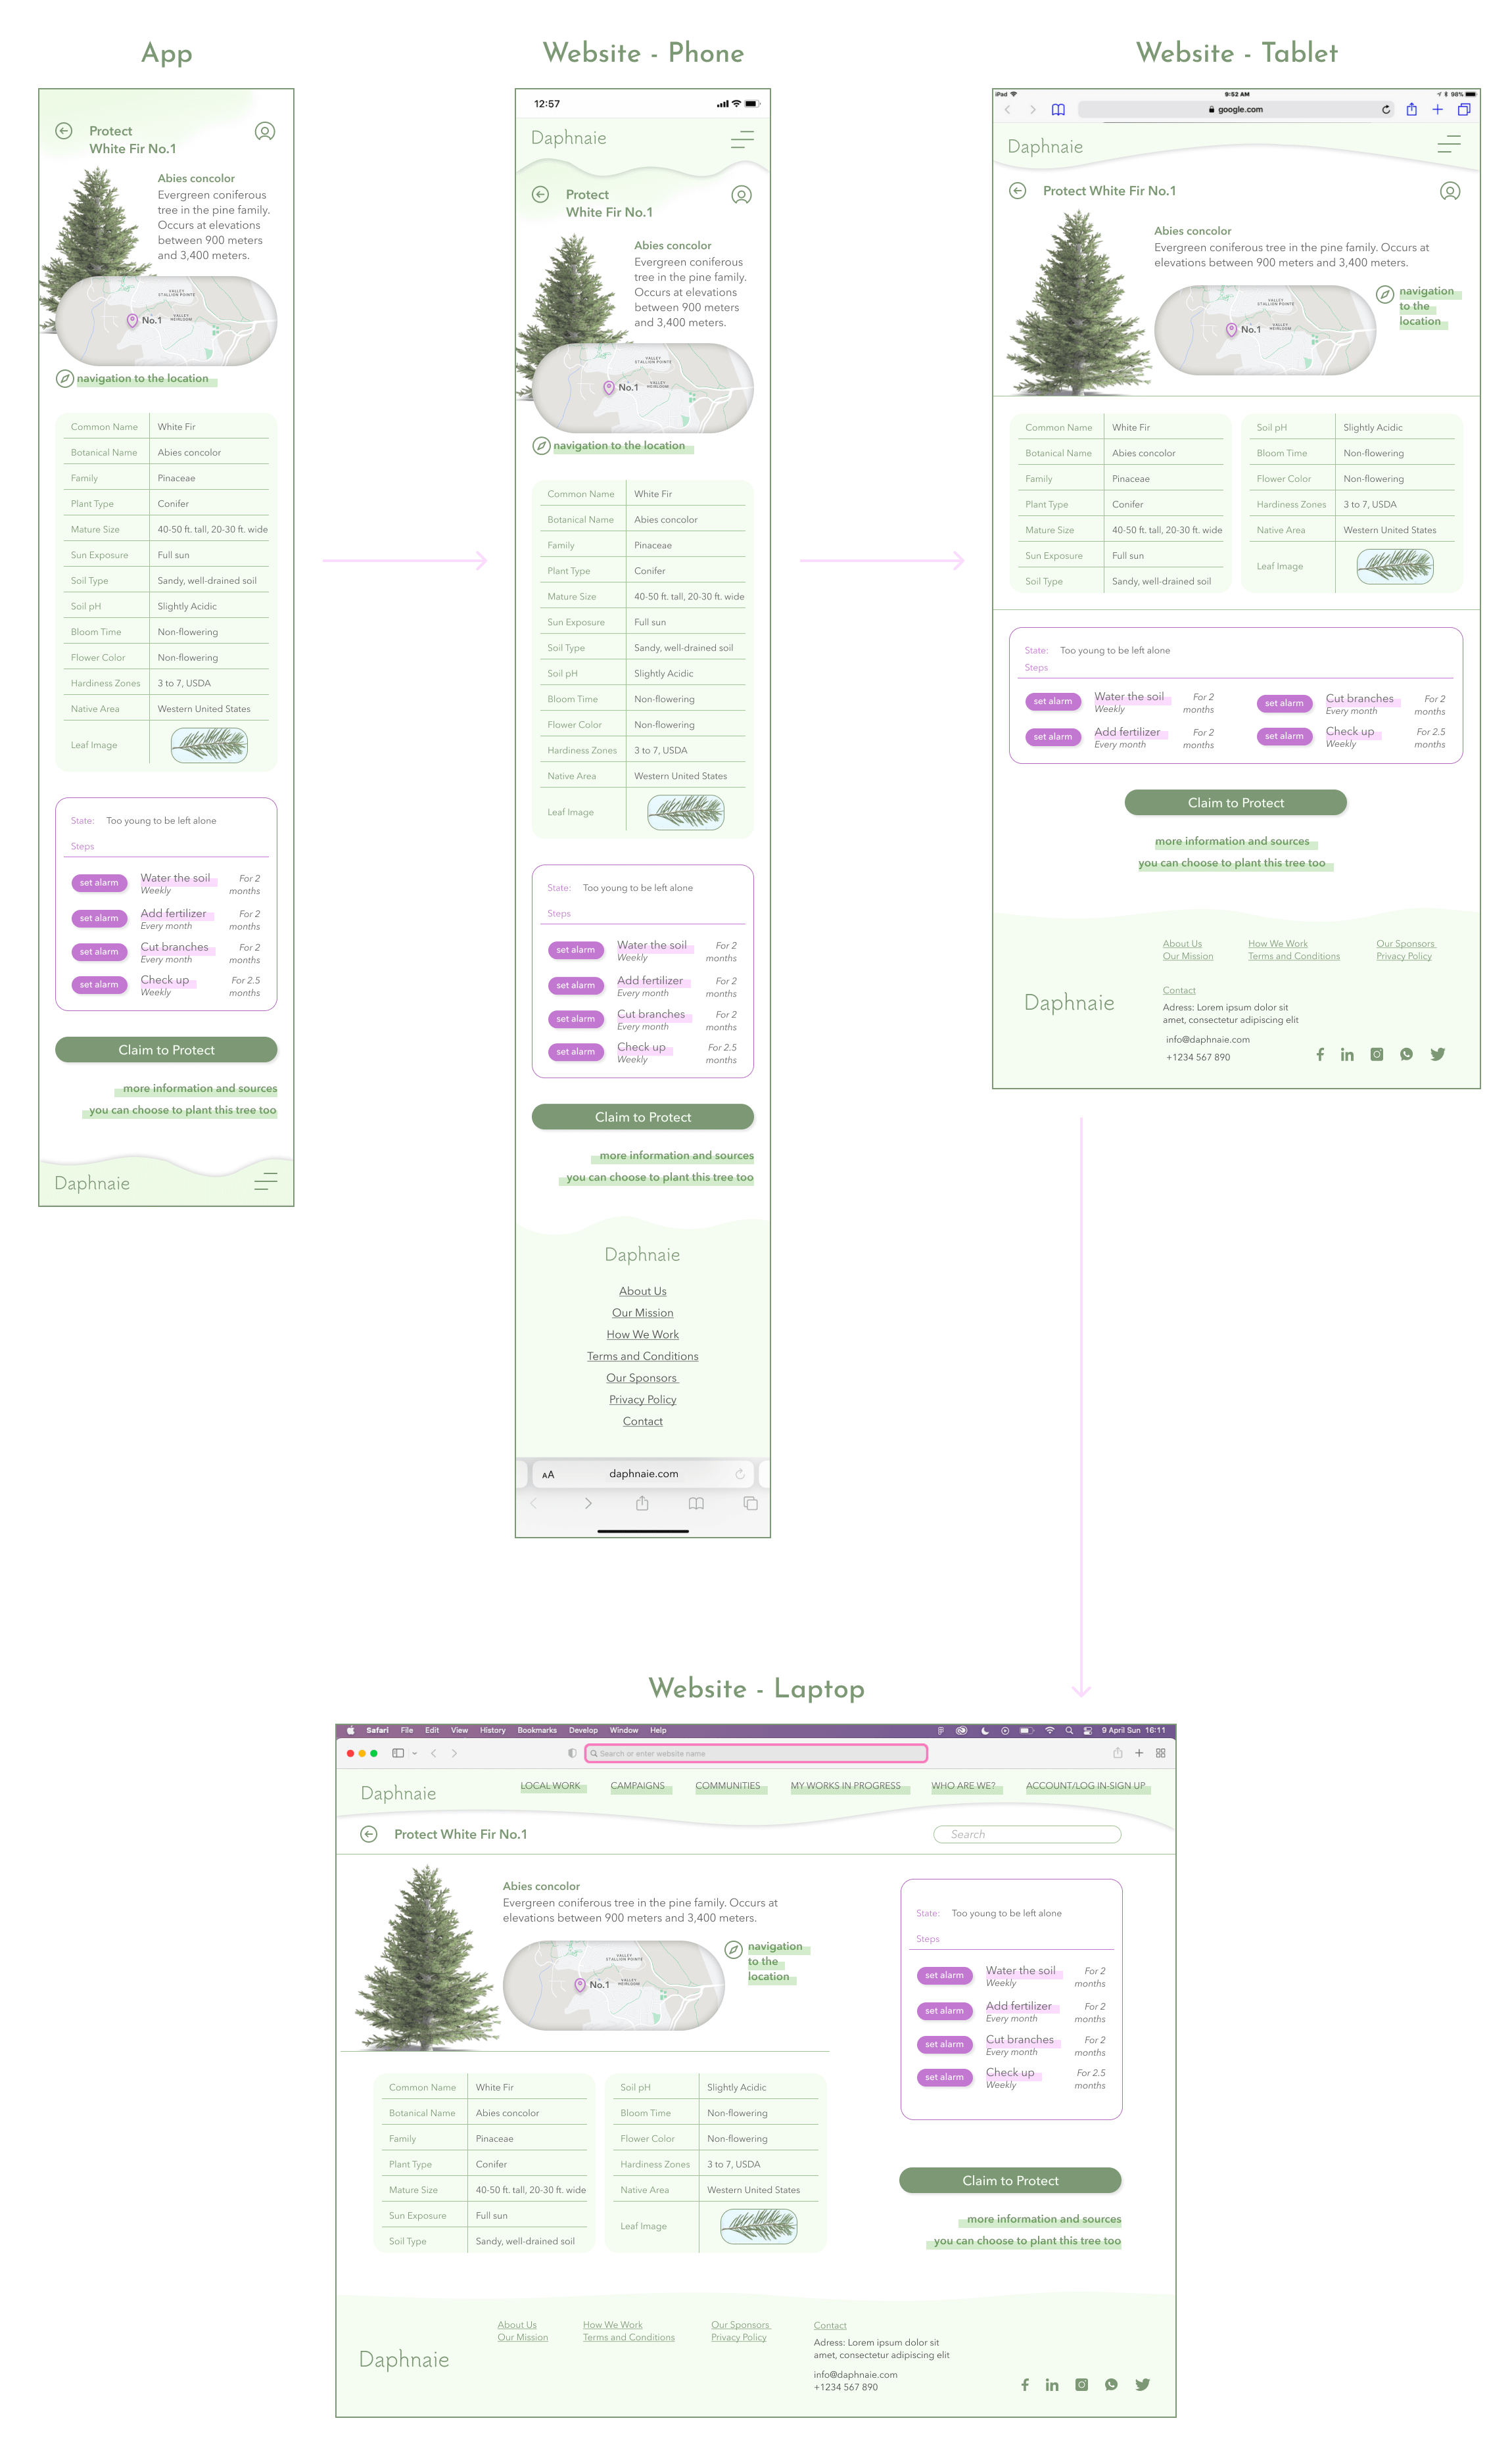 App
Protect
White Fir No.1
Abies concolor
Evergreen coniferous
tree in the pine family.
Occurs at elevations
between 900 meters
and 3,400 meters.
VALLEY
STALLION POINTE
No.1
VALLEY
HEIRLOOM
navigation to the location
Common Name White Fir
Botanical Name Abies concolor
Family Pinaceae
Plant Type Conifer
Mature Size 40-50 ft. tall, 20-30 ft. wide
Sun Exposure Full sun
Soil Type Sandy, well-drained soil
Soil pH Slightly Acidic
Bloom Time Non-flowering
Flower Color Non-flowering
Hardiness Zones 3 to 7, USDA
Native Area Western United States
Leaf Image
State: Too young to be left alone
Steps
set alarm Water the soil For 2
Weekly months
set alarm Add fertilizer For 2
Every month months
set alarm Cut branches For 2
Every month months
set alarm Check up For 2.5
Weekly months
Claim to Protect
more information and sources
you can choose to plant this tree too
Daphnaie
Website - Phone
12:57
Daphnaie
Protect
White Fir No.1
Abies concolor
Evergreen coniferous
tree in the pine family.
Occurs at elevations
between 900 meters
and 3,400 meters.
VALLEY
STALLION POINTE
No.1
VALLEY
HEIRLOOM
navigation to the location
Common Name White Fir
Botanical Name Abies concolor
Family Pinaceae
Plant Type Conifer
Mature Size 40-50 ft. tall, 20-30 ft. wide
Sun Exposure Full sun
Soil Type Sandy, well-drained soil
Soil pH Slightly Acidic
Bloom Time Non-flowering
Flower Color Non-flowering
Hardiness Zones 3 to 7, USDA
Native Area Western United States
Leaf Image
State: Too young to be left alone
Steps
set alarm Water the soil For 2
Weekly months
set alarm Add fertilizer For 2
Every month months
set alarm Cut branches For 2
Every month months
set alarm Check up For 2.5
Weekly months
Claim to Protect
more information and sources
you can choose to plant this tree too
Daphnaie
About Us
Our Mission
How We Work
Terms and Conditions
Our Sponsors
Privacy Policy
Contact
AA daphnaie.com
Website - Tablet
iPad 9:52 AM 98%
google.com
Daphnaie
Protect White Fir No.1
Abies concolor
Evergreen coniferous tree in the pine family. Occurs at
elevations between 900 meters and 3,400 meters.
VALLEY
STALLION POINTE
No.1
VALLEY
HEIRLOOM
navigation
to the
location
Common Name White Fir
Botanical Name Abies concolor
Family Pinaceae
Plant Type Conifer
Mature Size 40-50 ft. tall, 20-30 ft. wide
Sun Exposure Full sun
Soil Type Sandy, well-drained soil
Soil pH Slightly Acidic
Bloom Time Non-flowering
Flower Color Non-flowering
Hardiness Zones 3 to 7, USDA
Native Area Western United States
Leaf Image
State: Too young to be left alone
Steps
set alarm Water the soil For 2
Weekly months
set alarm Add fertilizer For 2
Every month months
set alarm Cut branches For 2
Every month months
set alarm Check up For 2.5
Weekly months
Claim to Protect
more information and sources
you can choose to plant this tree too
About Us How We Work Our Sponsors
Our Mission Terms and Conditions Privacy Policy
Contact
Daphnaie
Adress: Lorem ipsum dolor sit
amet, consectetur adipiscing elit
info@daphnaie.com
+1234 567 890
Website - Laptop
Safari File Edit View History Bookmarks Develop Window Help 9 April Sun 16:11
Search or enter website name
Daphnaie
LOCAL WORK CAMPAIGNS COMMUNITIES MY WORKS IN PROGRESS WHO ARE WE? ACCOUNT/LOG IN-SIGN UP
Protect White Fir No.1
Search
Abies concolor
Evergreen coniferous tree in the pine family. Occurs at
elevations between 900 meters and 3,400 meters.
VALLEY
STALLION POINTE
No.1
VALLEY
HEIRLOOM
navigation
to the
location
Common Name White Fir
Botanical Name Abies concolor
Family Pinaceae
Plant Type Conifer
Mature Size 40-50 ft. tall, 20-30 ft. wide
Sun Exposure Full sun
Soil Type Sandy, well-drained soil
Soil pH Slightly Acidic
Bloom Time Non-flowering
Flower Color Non-flowering
Hardiness Zones 3 to 7, USDA
Native Area Western United States
Leaf Image
State: Too young to be left alone
Steps
set alarm Water the soil For 2
Weekly months
set alarm Add fertilizer For 2
Every month months
set alarm Cut branches For 2
Every month months
set alarm Check up For 2.5
Weekly months
Claim to Protect
more information and sources
you can choose to plant this tree too
Daphnaie
About Us How We Work Our Sponsors Contact
Our Mission Terms and Conditions Privacy Policy
Adress: Lorem ipsum dolor sit
amet, consectetur adipiscing elit
info@daphnaie.com
+1234 567 890